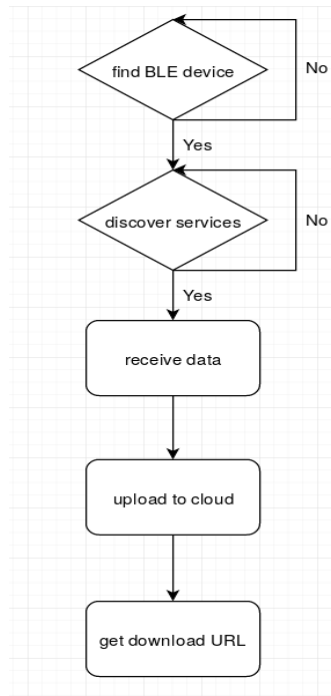 find BLE device
No
Yes
discover services
No
Yes
receive data
upload to cloud
get download URL